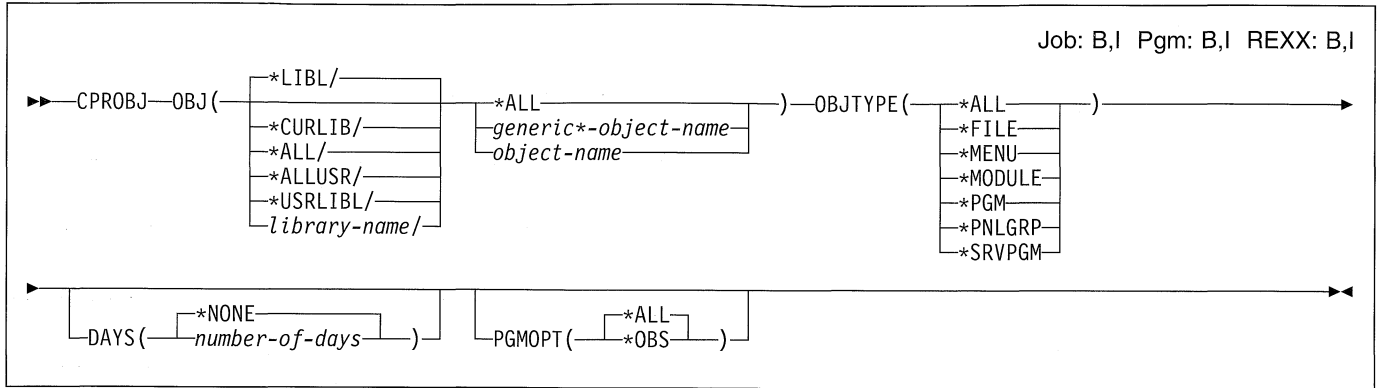 Job: B,I Pgm: B,I REXX: B,I
*LIBL/
CPROBJ OBJ( *ALL ) OBJTYPE( *ALL )
*CURLIB/ generic*-object-name *FILE
*ALL/ object-name *MENU
*ALLUSR/ *MODULE
*USRLIBL/ *PGM
library-name/ *PNLGRP
*SRVPGM
*NONE *ALL
DAYS( number-of-days ) PGMOPT( *OBS )